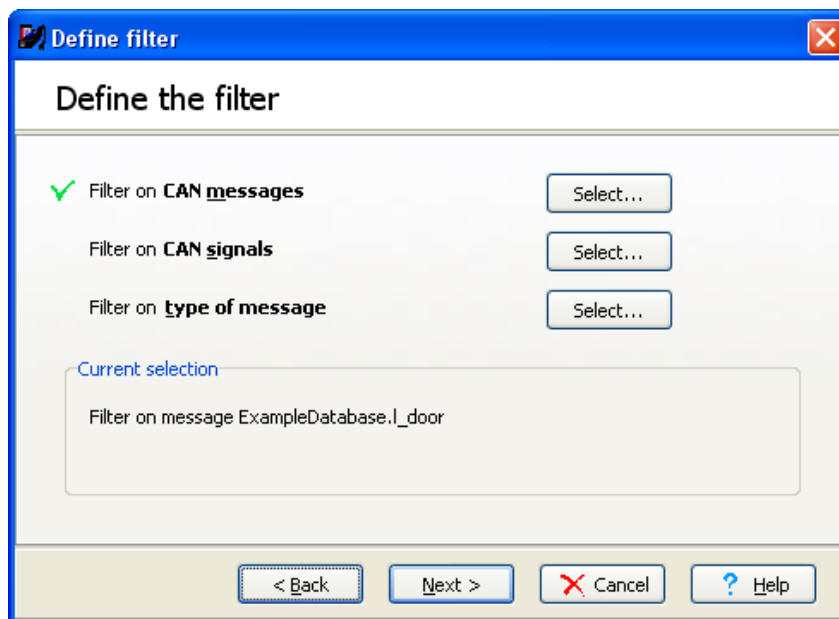 Define filter
Define the filter
Filter on CAN messages
Select...
Filter on CAN signals
Select...
Filter on type of message
Select...
Current selection
Filter on message ExampleDatabase.l_door
< Back
Next >
Cancel
? Help